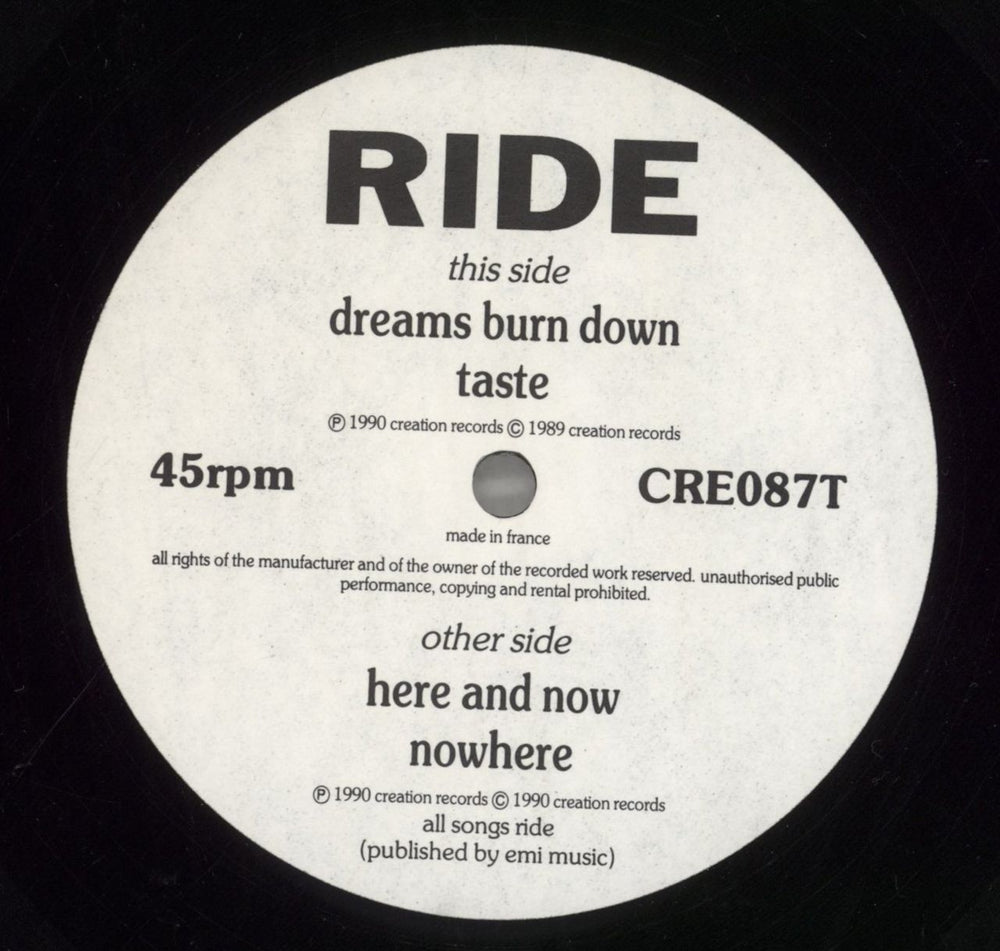 RIDE
this side
dreams burn down
taste
℗ 1990 creation records © 1989 creation records
45rpm
CRE087T
made in france
all rights of the manufacturer and of the owner of the recorded work reserved. unauthorised public
performance, copying and rental prohibited.
other side
here and now
nowhere
℗ 1990 creation records © 1990 creation records
all songs ride
(published by emi music)